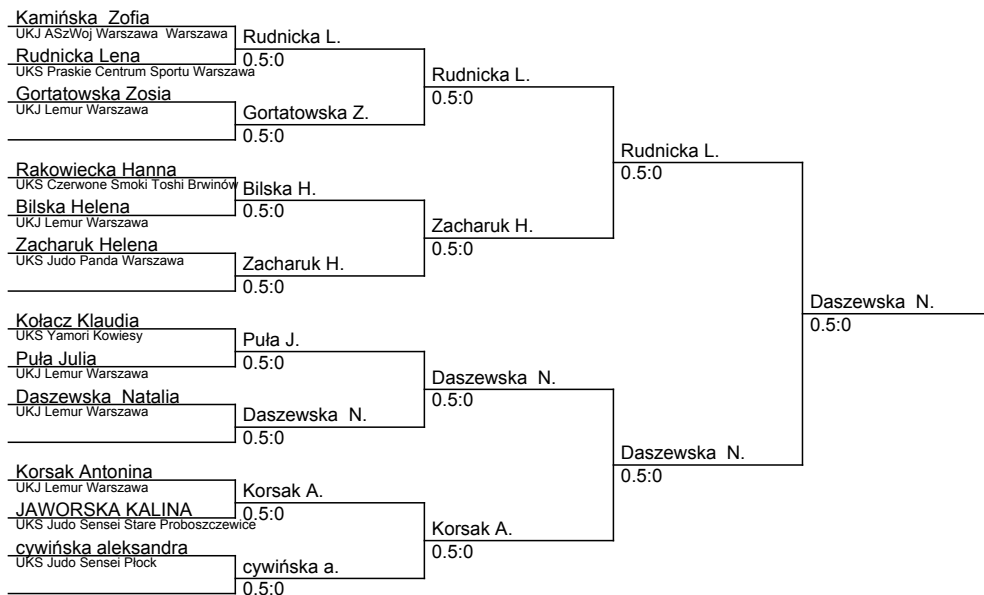 Kamińska  Zofia
UKJ ASzWoj Warszawa  Warszawa
Rudnicka L.
0.5:0
Rudnicka Lena
UKS Praskie Centrum Sportu Warszawa
Rudnicka L.
0.5:0
Gortatowska Zosia
UKJ Lemur Warszawa
Gortatowska Z.
0.5:0
Rudnicka L.
0.5:0
Rakowiecka Hanna
UKS Czerwone Smoki Toshi Brwinów
Bilska H.
0.5:0
Bilska Helena
UKJ Lemur Warszawa
Zacharuk H.
0.5:0
Zacharuk Helena
UKS Judo Panda Warszawa
Zacharuk H.
0.5:0
Daszewska  N.
0.5:0
Kołacz Klaudia
UKS Yamori Kowiesy
Puła J.
0.5:0
Puła Julia
UKJ Lemur Warszawa
Daszewska  N.
0.5:0
Daszewska  Natalia
UKJ Lemur Warszawa
Daszewska  N.
0.5:0
Daszewska  N.
0.5:0
Korsak Antonina
UKJ Lemur Warszawa
Korsak A.
0.5:0
JAWORSKA KALINA
UKS Judo Sensei Stare Proboszczewice
Korsak A.
0.5:0
cywińska aleksandra
UKS Judo Sensei Płock
cywińska a.
0.5:0